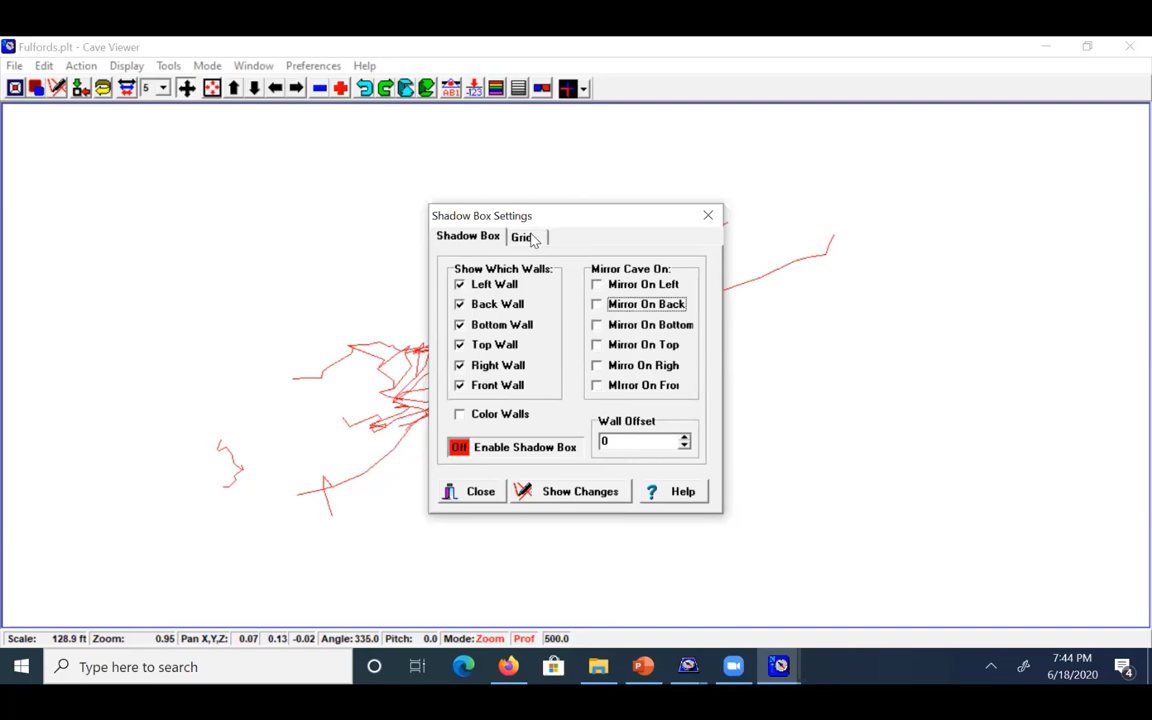 Fulfords.plt - Cave Viewer
File Edit Action Display Tools Mode Window Preferences Help
5
Shadow Box Settings
Shadow Box Grid
Show Which Walls: Mirror Cave On:
Left Wall Mirror On Left
Back Wall Mirror On Back
Bottom Wall Mirror On Bottom
Top Wall Mirror On Top
Right Wall Mirro On Righ
Front Wall MIrror On Fror
Color Walls Wall Offset
0
Off Enable Shadow Box
Close Show Changes ? Help
Scale: 128.9 ft Zoom: 0.95 Pan X,Y,Z: 0.07 0.13 -0.02 Angle: 335.0 Pitch: 0.0 Mode: Zoom Prof 500.0
Type here to search
7:44 PM
6/18/2020
4